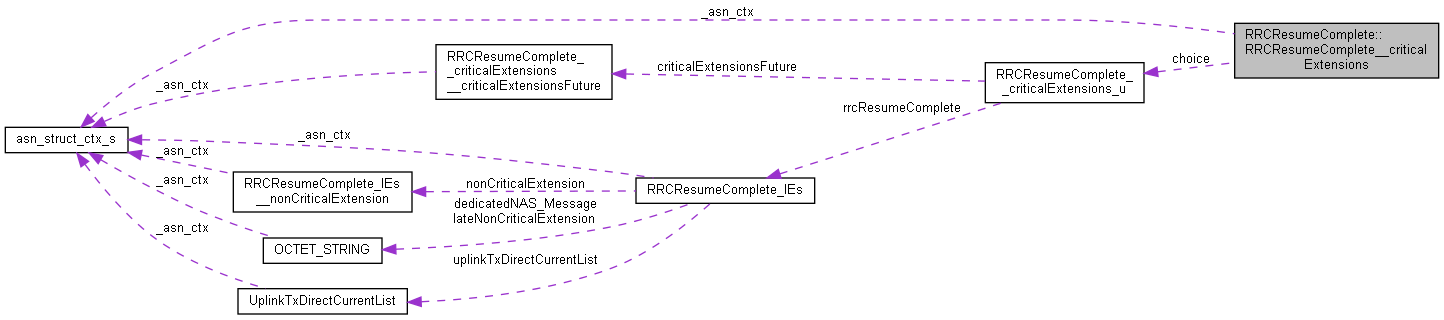 _asn_ctx
RRCResumeComplete::
RRCResumeComplete__critical
Extensions
choice
RRCResumeComplete_
_criticalExtensions
__criticalExtensionsFuture
criticalExtensionsFuture
RRCResumeComplete_
_criticalExtensions_u
_asn_ctx
rrcResumeComplete
asn_struct_ctx_s
_asn_ctx
_asn_ctx
RRCResumeComplete_IEs
__nonCriticalExtension
nonCriticalExtension
RRCResumeComplete_IEs
_asn_ctx
dedicatedNAS_Message
lateNonCriticalExtension
OCTET_STRING
_asn_ctx
uplinkTxDirectCurrentList
UplinkTxDirectCurrentList